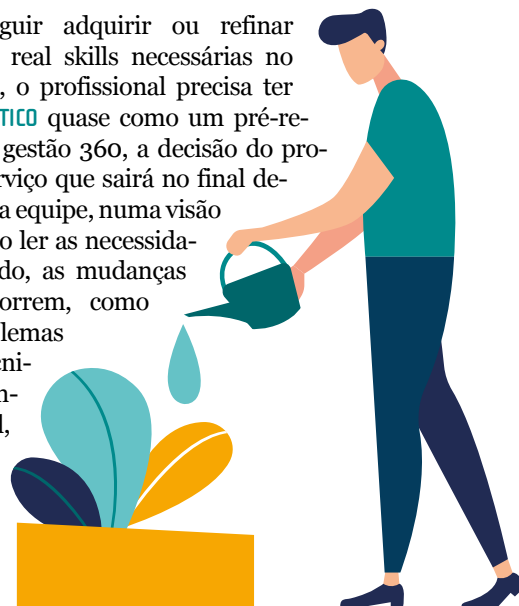 guir adquirir ou refinar
real skills necessárias no
, o profissional precisa ter
TICO quase como um pré-re-
gestão 360, a decisão do pro-
rviço que sairá no final de-
a equipe, numa visão
o ler as necessida-
do, as mudanças
orrem, como
lemas
cni-
n-
l,